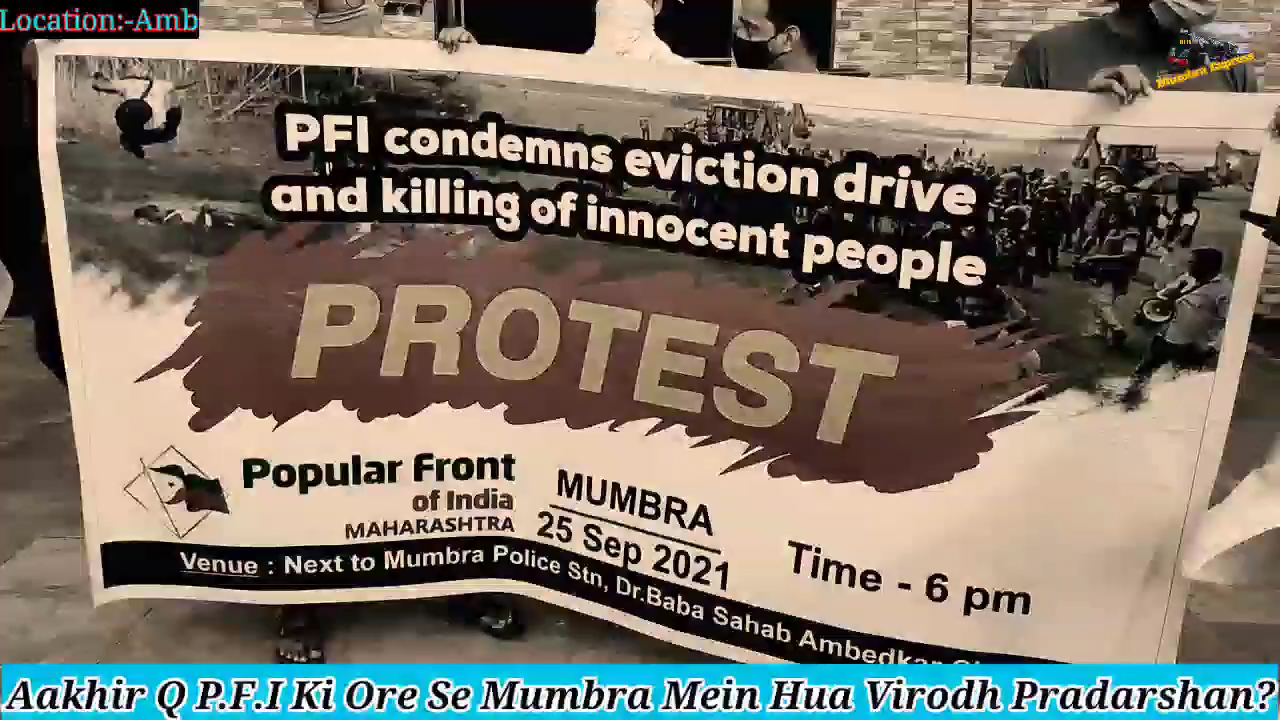 Location:-Amb
Mumbra Express
PFI condemns eviction drive
and killing of innocent people
PROTEST
Popular Front
of India
MAHARASHTRA
MUMBRA
25 Sep 2021
Time - 6 pm
Venue : Next to Mumbra Police Stn, Dr.Baba Sahab Ambedkar
Aakhir Q P.F.I Ki Ore Se Mumbra Mein Hua Virodh Pradarshan?